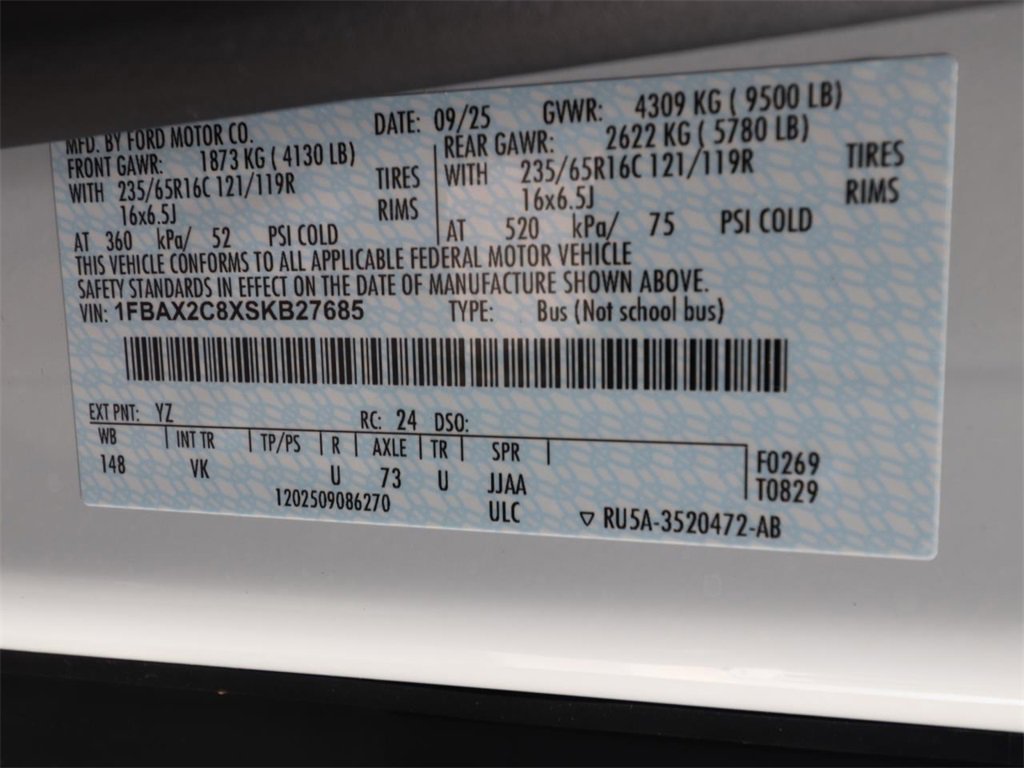 MFD. BY FORD MOTOR CO. DATE: 09/25 GVWR: 4309 KG ( 9500 LB)
FRONT GAWR: 1873 KG ( 4130 LB) REAR GAWR: 2622 KG ( 5780 LB)
WITH 235/65R16C 121/119R TIRES WITH 235/65R16C 121/119R TIRES
16x6.5J RIMS 16x6.5J RIMS
AT 360 kPa/ 52 PSI COLD AT 520 kPa/ 75 PSI COLD
THIS VEHICLE CONFORMS TO ALL APPLICABLE FEDERAL MOTOR VEHICLE
SAFETY STANDARDS IN EFFECT ON THE DATE OF MANUFACTURE SHOWN ABOVE.
VIN: 1FBAX2C8XSKB27685 TYPE: Bus (Not school bus)
EXT PNT: YZ RC: 24 DSO:
WB INT TR TP/PS R AXLE TR SPR
148 VK U 73 U JJAA F0269
1202509086270 ULC T0829
▽ RU5A-3520472-AB